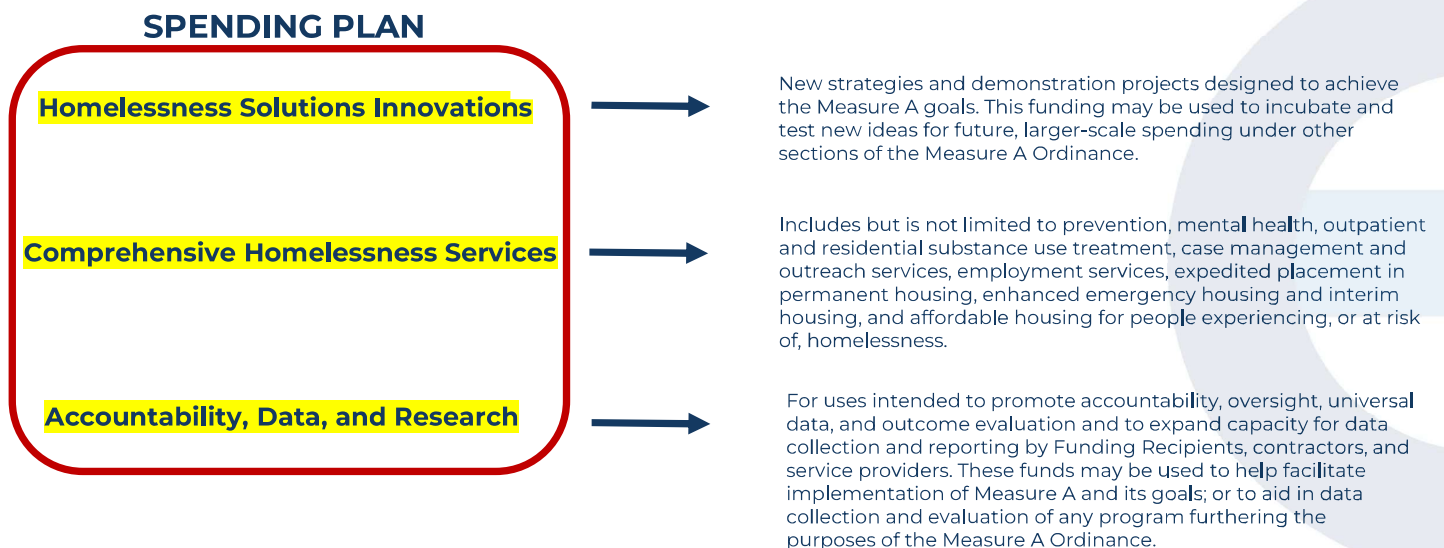 SPENDING PLAN
Homelessness Solutions Innovations
New strategies and demonstration projects designed to achieve
the Measure A goals. This funding may be used to incubate and
test new ideas for future, larger-scale spending under other
sections of the Measure A Ordinance.
Comprehensive Homelessness Services
Includes but is not limited to prevention, mental health, outpatient
and residential substance use treatment, case management and
outreach services, employment services, expedited placement in
permanent housing, enhanced emergency housing and interim
housing, and affordable housing for people experiencing, or at risk
of, homelessness.
Accountability, Data, and Research
For uses intended to promote accountability, oversight, universal
data, and outcome evaluation and to expand capacity for data
collection and reporting by Funding Recipients, contractors, and
service providers. These funds may be used to help facilitate
implementation of Measure A and its goals; or to aid in data
collection and evaluation of any program furthering the
purposes of the Measure A Ordinance.